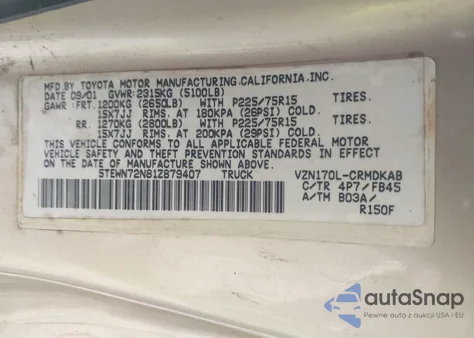 MFD.BY TOYOTA MOTOR MANUFACTURING.CALIFORNIA.INC.
DATE 09/01 GVWR:2315KG (5100LB)
GAWR: FRT.1200KG (2650LB) WITH P225/75R15 TIRES.
15X7JJ RIMS. AT 180KPA (26PSI) COLD.
RR. 1270KG (2800LB) WITH P225/75R15 TIRES.
15X7JJ RIMS. AT 200KPA (29PSI) COLD.
THIS VEHICLE CONFORMS TO ALL APPLICABLE FEDERAL MOTOR
VEHICLE SAFETY AND THEFT PREVENTION STANDARDS IN EFFECT
ON THE DATE OF MANUFACTURE SHOWN ABOVE.
5TEWN72N81Z879407 TRUCK VZN170L-CRMDKAB
C/TR 4P7/FB45
A/TM B03A/
R150F
autoSnap
Pewne auta z aukcji USA i EU